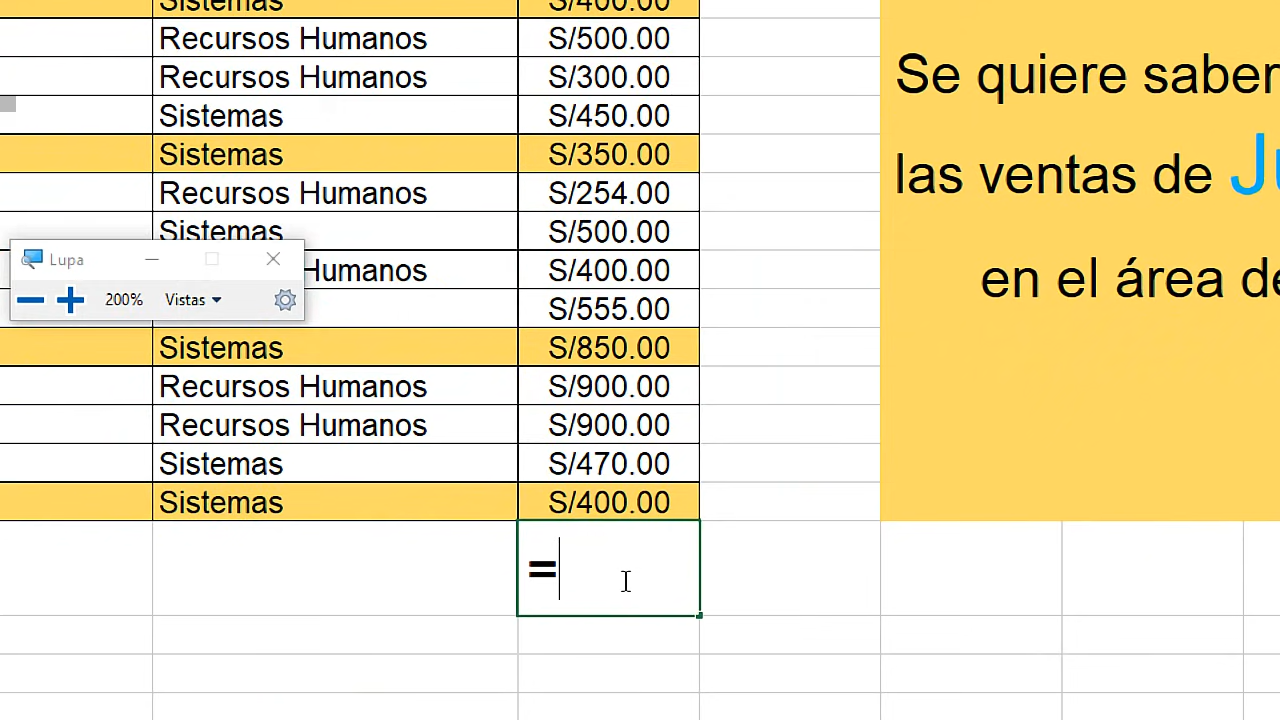 Sistemas S/400.00
Recursos Humanos S/500.00
Recursos Humanos S/300.00
Sistemas S/450.00
Sistemas S/350.00
Recursos Humanos S/254.00
Sistemas S/500.00
Humanos S/400.00
S/555.00
Sistemas S/850.00
Recursos Humanos S/900.00
Recursos Humanos S/900.00
Sistemas S/470.00
Sistemas S/400.00
=
Lupa
200% Vistas
Se quiere saber
las ventas de
en el área